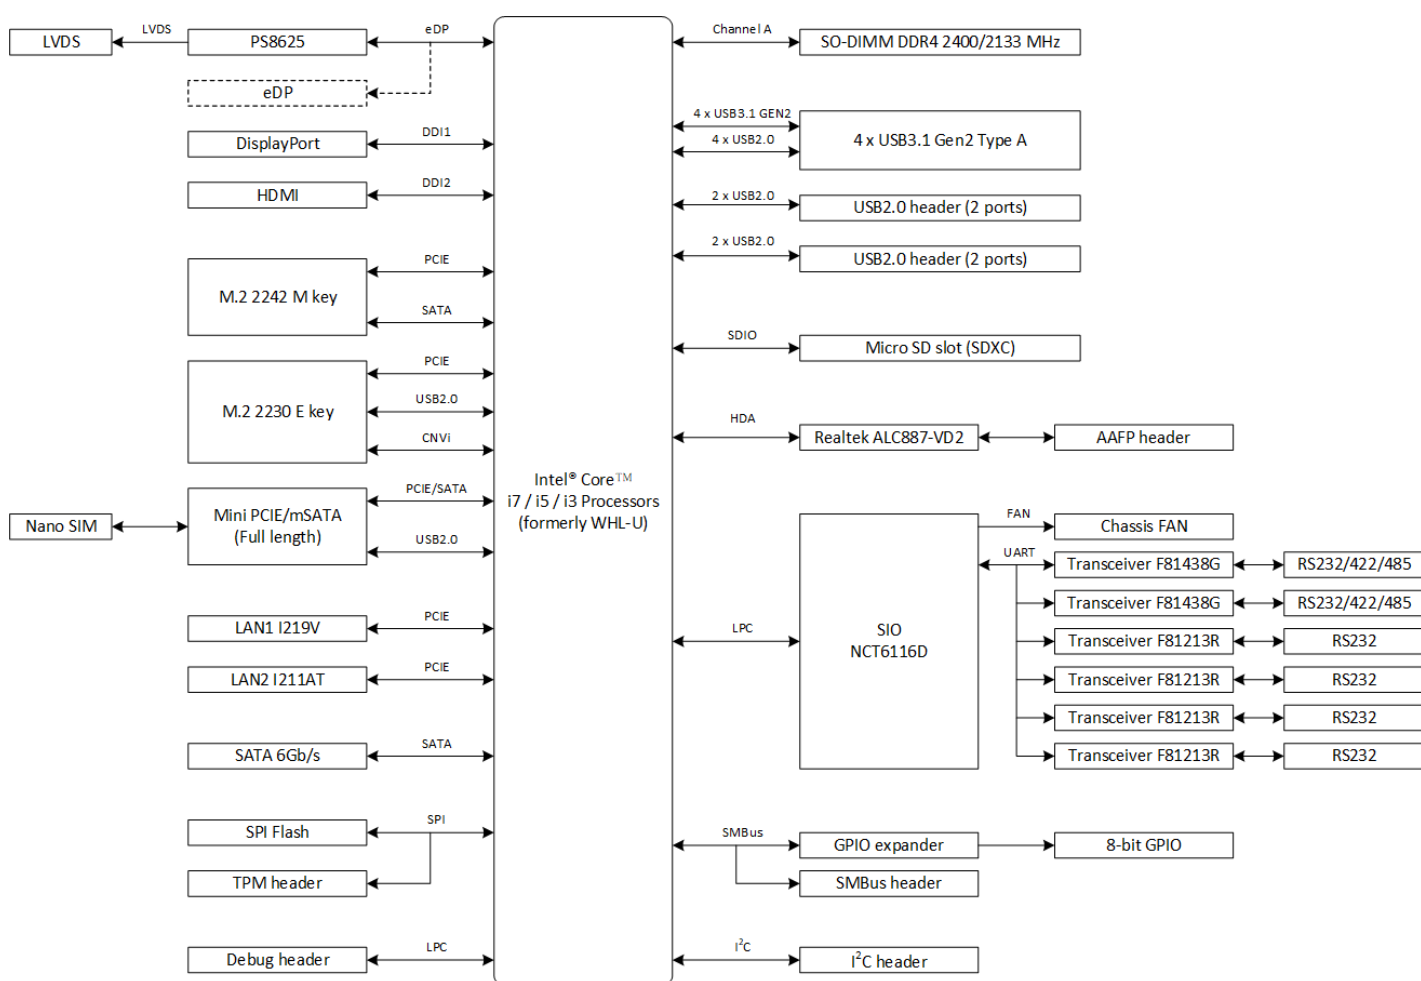 LVDS
LVDS
PS8625
eDP
eDP
DisplayPort
DDI1
HDMI
DDI2
M.2 2242 M key
PCIE
SATA
M.2 2230 E key
PCIE
USB2.0
CNVi
Nano SIM
Mini PCIE/mSATA
(Full length)
PCIE/SATA
USB2.0
LAN1 I219V
PCIE
LAN2 I211AT
PCIE
SATA 6Gb/s
SATA
SPI Flash
SPI
TPM header
Debug header
LPC
Intel® Core™
i7 / i5 / i3 Processors
(formerly WHL-U)
Channel A
SO-DIMM DDR4 2400/2133 MHz
4 x USB3.1 GEN2
4 x USB2.0
4 x USB3.1 Gen2 Type A
2 x USB2.0
USB2.0 header (2 ports)
2 x USB2.0
USB2.0 header (2 ports)
SDIO
Micro SD slot (SDXC)
HDA
Realtek ALC887-VD2
AAFP header
LPC
SIO
NCT6116D
FAN
Chassis FAN
UART
Transceiver F81438G
RS232/422/485
Transceiver F81438G
RS232/422/485
Transceiver F81213R
RS232
Transceiver F81213R
RS232
Transceiver F81213R
RS232
Transceiver F81213R
RS232
SMBus
GPIO expander
8-bit GPIO
SMBus header
I²C
I²C header